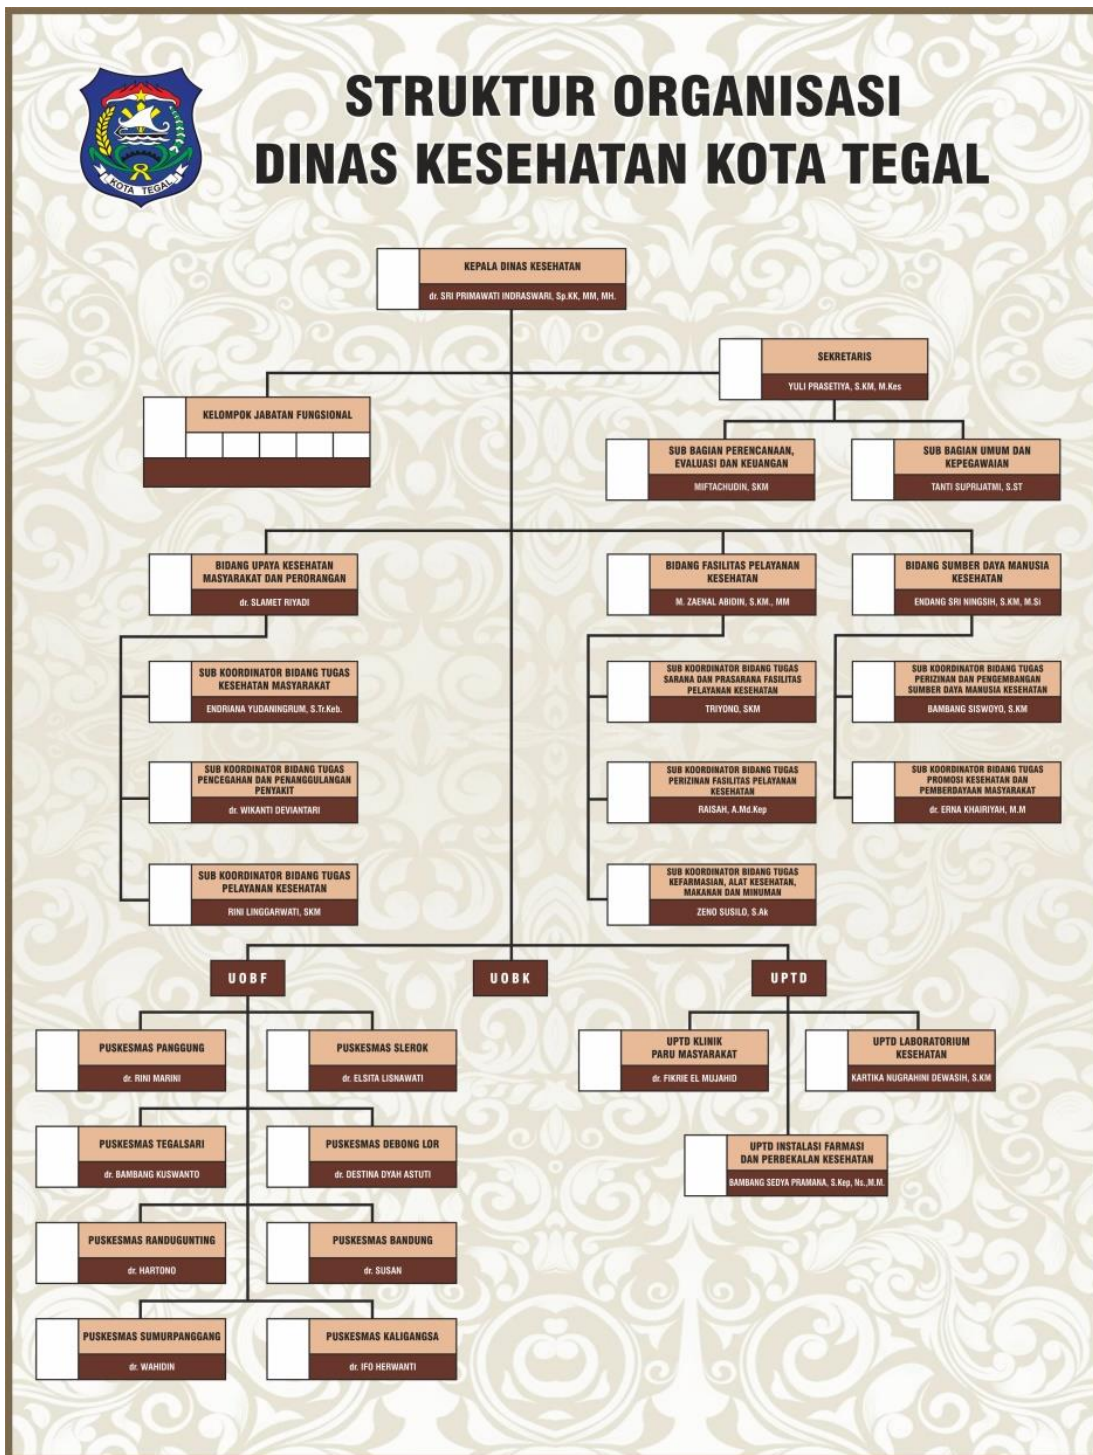 STRUKTUR ORGANISASI
DINAS KESEHATAN KOTA TEGAL
KOTA TEGAL
KEPALA DINAS KESEHATAN
dr. SRI PRIMAWATI INDRASWARI, Sp.KK, MM, MH.
SEKRETARIS
YULI PRASETIYA, S.KM, M.Kes
KELOMPOK JABATAN FUNGSIONAL
SUB BAGIAN PERENCANAAN,
EVALUASI DAN KEUANGAN
MIFTACHUDIN, SKM
SUB BAGIAN UMUM DAN
KEPEGAWAIAN
TANTI SUPRIJATMI, S.ST
BIDANG UPAYA KESEHATAN
MASYARAKAT DAN PERORANGAN
dr. SLAMET RIYADI
BIDANG FASILITAS PELAYANAN
KESEHATAN
M. ZAENAL ABIDIN, S.KM., MM
BIDANG SUMBER DAYA MANUSIA
KESEHATAN
ENDANG SRI NINGSIH, S.KM, M.Si
SUB KOORDINATOR BIDANG TUGAS
KESEHATAN MASYARAKAT
ENDRIANA YUDANINGRUM, S.Tr.Keb.
SUB KOORDINATOR BIDANG TUGAS
SARANA DAN PRASARANA FASILITAS
PELAYANAN KESEHATAN
TRIYONO, SKM
SUB KOORDINATOR BIDANG TUGAS
PERIZINAN DAN PENGEMBANGAN
SUMBER DAYA MANUSIA KESEHATAN
BAMBANG SISWOYO, S.KM
SUB KOORDINATOR BIDANG TUGAS
PENCEGAHAN DAN PENANGGULANGAN
PENYAKIT
dr. WIKANTI DEVIANTARI
SUB KOORDINATOR BIDANG TUGAS
PERIZINAN FASILITAS PELAYANAN
KESEHATAN
RAISAH, A.Md.Kep
SUB KOORDINATOR BIDANG TUGAS
PROMOSI KESEHATAN DAN
PEMBERDAYAAN MASYARAKAT
dr. ERNA KHAIRIYAH, M.M
SUB KOORDINATOR BIDANG TUGAS
PELAYANAN KESEHATAN
RINI LINGGARWATI, SKM
SUB KOORDINATOR BIDANG TUGAS
KEFARMASIAN, ALAT KESEHATAN,
MAKANAN DAN MINUMAN
ZENO SUSILO, S.Ak
UOBF
UOBK
UPTD
PUSKESMAS PANGGUNG
dr. RINI MARINI
PUSKESMAS SLEROK
dr. ELSITA LISNAWATI
UPTD KLINIK
PARU MASYARAKAT
dr. FIKRIE EL MUJAHID
UPTD LABORATORIUM
KESEHATAN
KARTIKA NUGRAHINI DEWASIH, S.KM
PUSKESMAS TEGALSARI
dr. BAMBANG KUSWANTO
PUSKESMAS DEBONG LOR
dr. DESTINA DYAH ASTUTI
UPTD INSTALASI FARMASI
DAN PERBEKALAN KESEHATAN
BAMBANG SEDYA PRAMANA, S.Kep, Ns.,M.M.
PUSKESMAS RANDUGUNTING
dr. HARTONO
PUSKESMAS BANDUNG
dr. SUSAN
PUSKESMAS SUMURPANGGANG
dr. WAHIDIN
PUSKESMAS KALIGANGSA
dr. IFO HERWANTI